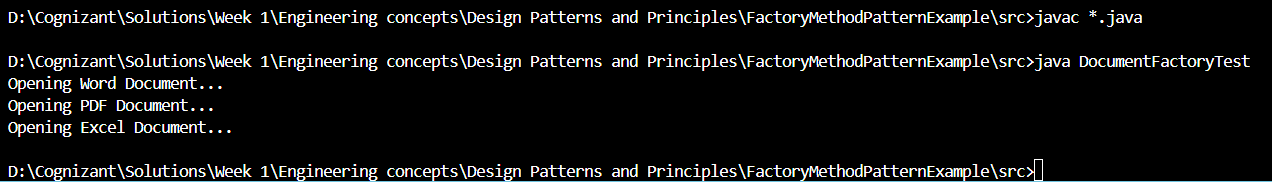 D:\Cognizant\Solutions\Week 1\Engineering concepts\Design Patterns and Principles\FactoryMethodPatternExample\src>javac *.java
D:\Cognizant\Solutions\Week 1\Engineering concepts\Design Patterns and Principles\FactoryMethodPatternExample\src>java DocumentFactoryTest
Opening Word Document...
Opening PDF Document...
Opening Excel Document...
D:\Cognizant\Solutions\Week 1\Engineering concepts\Design Patterns and Principles\FactoryMethodPatternExample\src>